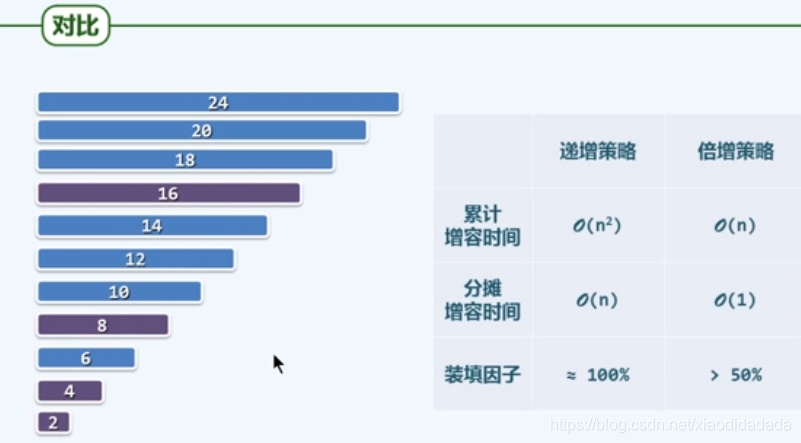 对比
24
20
18
16
14
12
10
8
6
4
2
递增策略 倍增策略
累计
增容时间 O(n²) O(n)
分摊
增容时间 O(n) O(1)
装填因子 ≈ 100% > 50%
https://blog.csdn.net/xiaodidadada